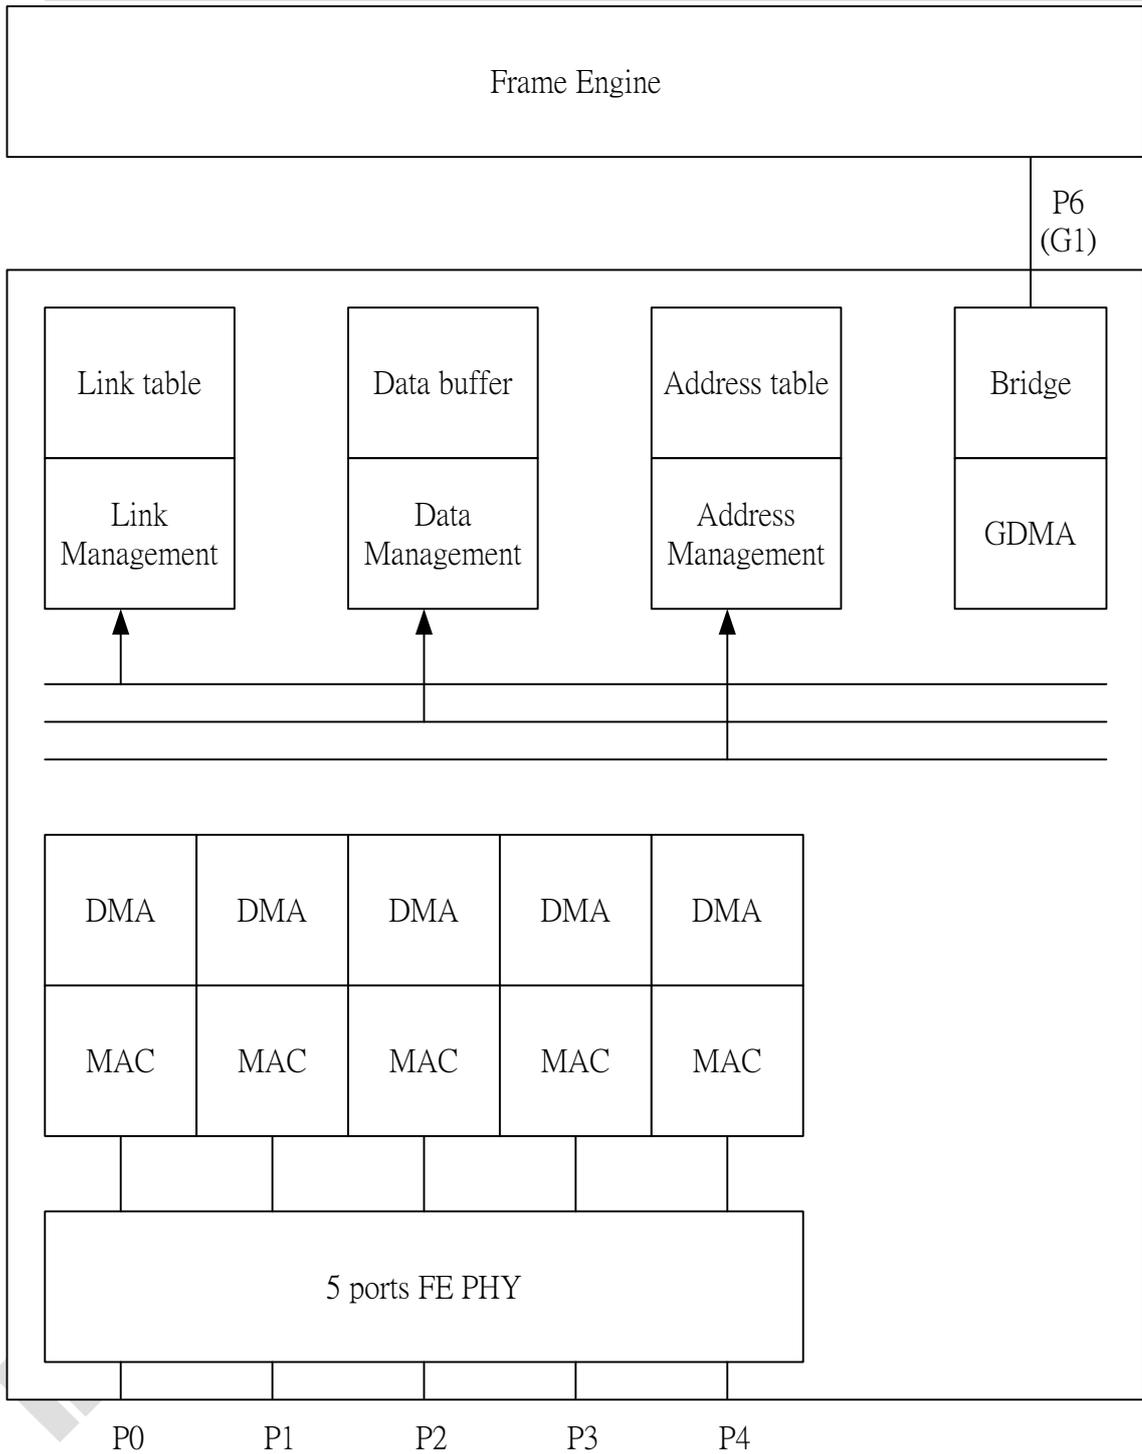 Frame Engine
P6
(G1)
Link table
Data buffer
Address table
Bridge
Link
Management
Data
Management
Address
Management
GDMA
DMA
DMA
DMA
DMA
DMA
MAC
MAC
MAC
MAC
MAC
5 ports FE PHY
P0
P1
P2
P3
P4